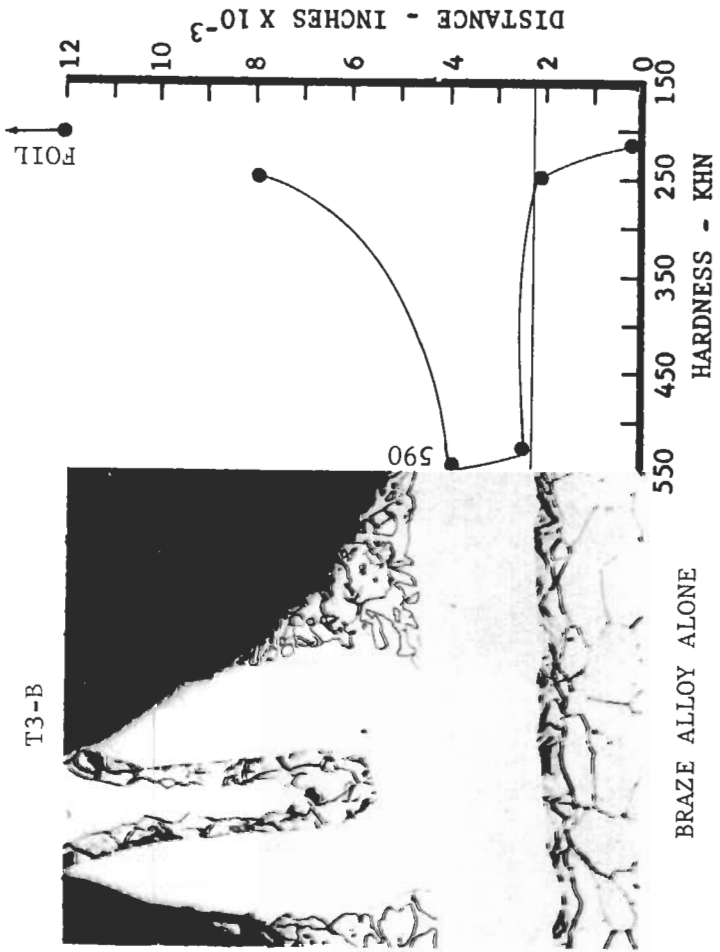 T3-B
BRAZE ALLOY ALONE
DISTANCE - INCHES X 10⁻³
12
10
8
6
4
2
0
FOIL
590
150
250
350
450
550
HARDNESS - KHN